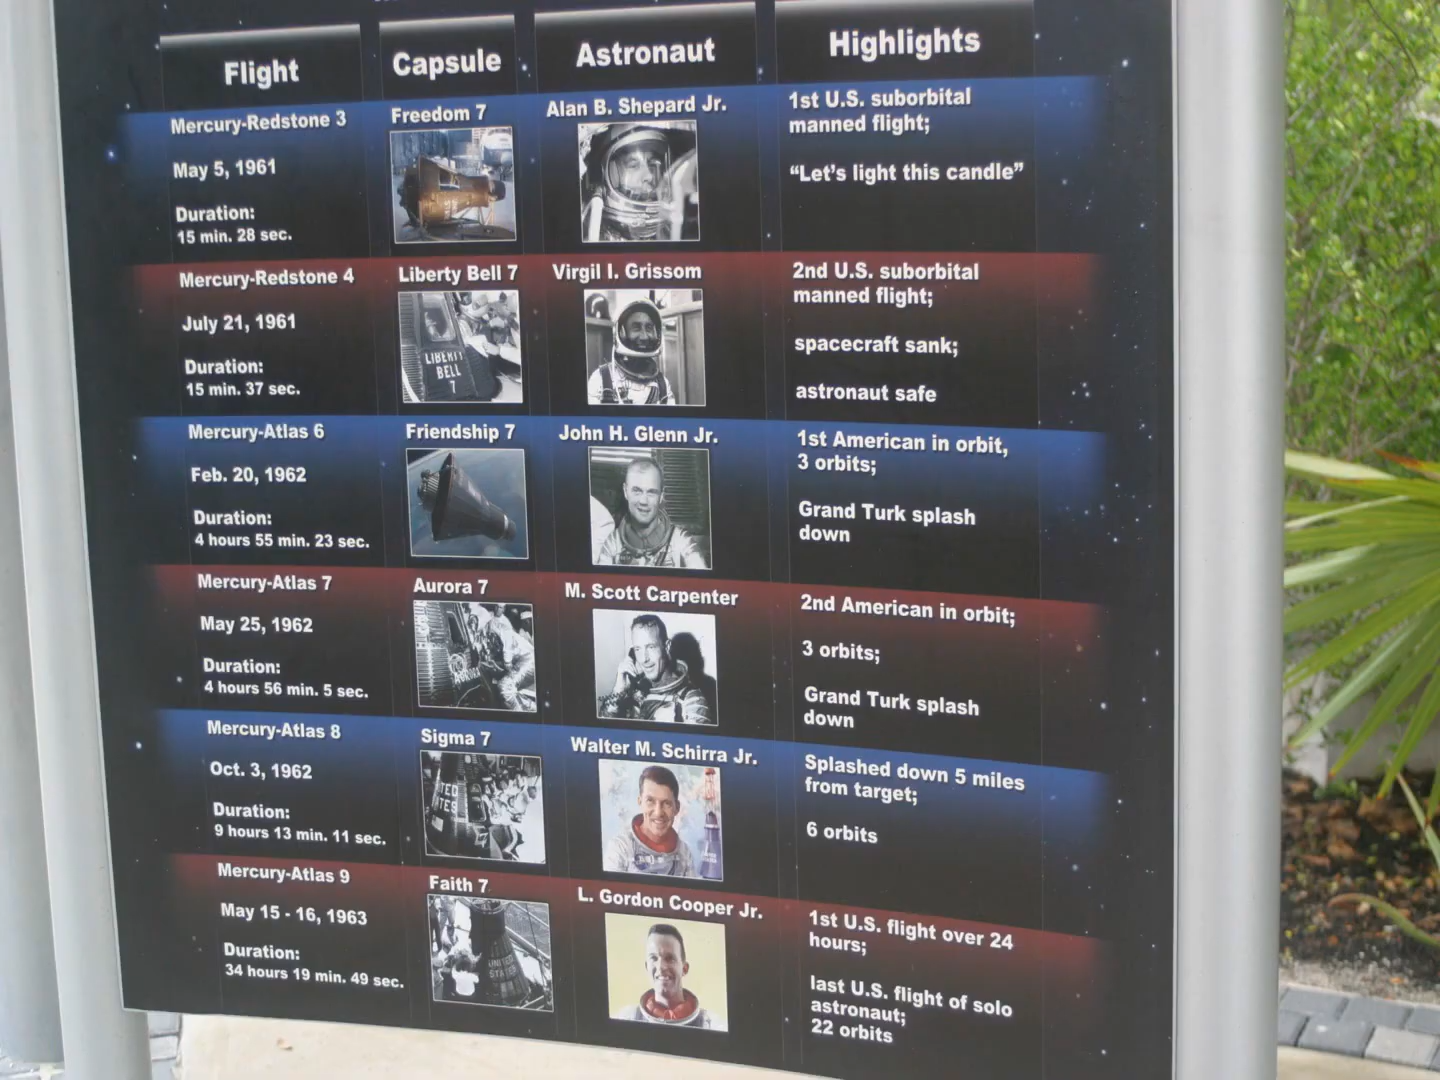 Flight
Capsule
Astronaut
Highlights
Mercury-Redstone 3
May 5, 1961
Duration:
15 min. 28 sec.
Freedom 7
Alan B. Shepard Jr.
1st U.S. suborbital
manned flight;
“Let’s light this candle”
Mercury-Redstone 4
July 21, 1961
Duration:
15 min. 37 sec.
Liberty Bell 7
LIBERTY
BELL
7
Virgil I. Grissom
2nd U.S. suborbital
manned flight;
spacecraft sank;
astronaut safe
Mercury-Atlas 6
Feb. 20, 1962
Duration:
4 hours 55 min. 23 sec.
Friendship 7
John H. Glenn Jr.
1st American in orbit,
3 orbits;
Grand Turk splash
down
Mercury-Atlas 7
May 25, 1962
Duration:
4 hours 56 min. 5 sec.
Aurora 7
M. Scott Carpenter
2nd American in orbit;
3 orbits;
Grand Turk splash
down
Mercury-Atlas 8
Oct. 3, 1962
Duration:
9 hours 13 min. 11 sec.
Sigma 7
TED
ATES
Walter M. Schirra Jr.
Splashed down 5 miles
from target;
6 orbits
Mercury-Atlas 9
May 15 - 16, 1963
Duration:
34 hours 19 min. 49 sec.
Faith 7
UNITED
STATES
L. Gordon Cooper Jr.
1st U.S. flight over 24
hours;
last U.S. flight of solo
astronaut;
22 orbits